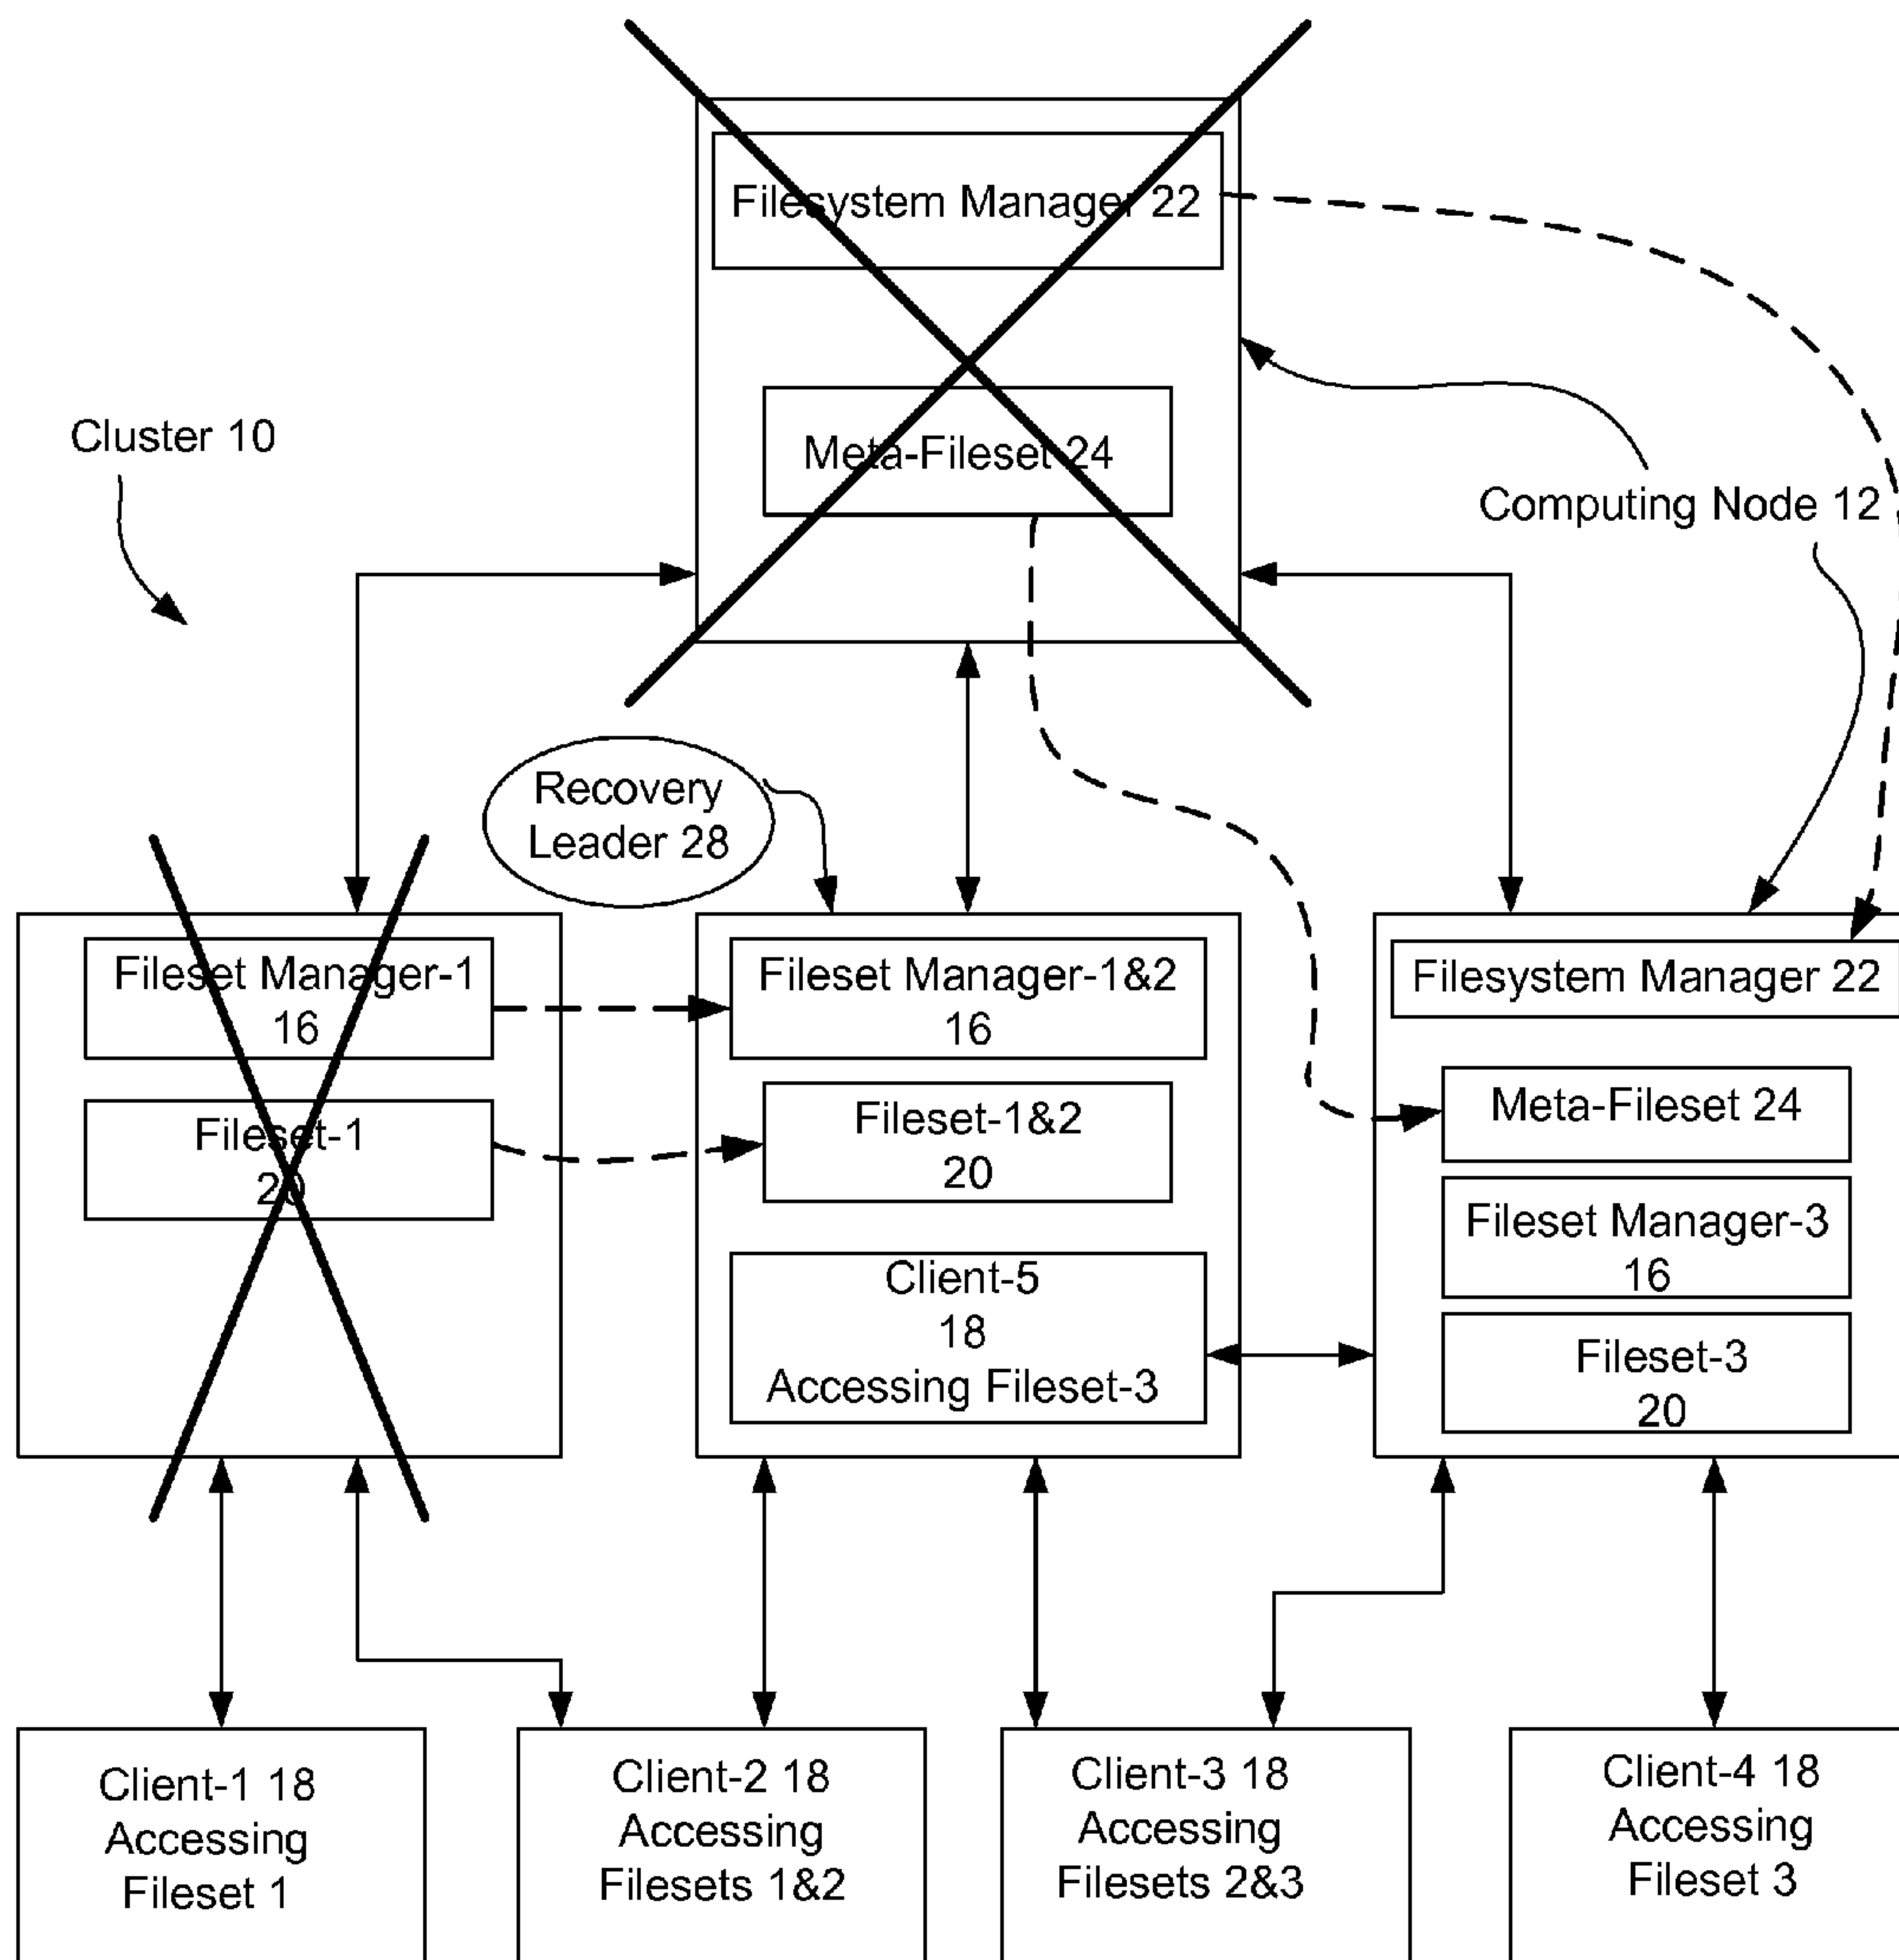 Filesystem Manager 22
Meta-Fileset 24
Cluster 10
Computing Node 12
Recovery
Leader 28
Fileset Manager-1
16
Fileset-1
20
Fileset Manager-1&2
16
Fileset-1&2
20
Client-5
18
Accessing Fileset-3
Filesystem Manager 22
Meta-Fileset 24
Fileset Manager-3
16
Fileset-3
20
Client-1 18
Accessing
Fileset 1
Client-2 18
Accessing
Filesets 1&2
Client-3 18
Accessing
Filesets 2&3
Client-4 18
Accessing
Fileset 3